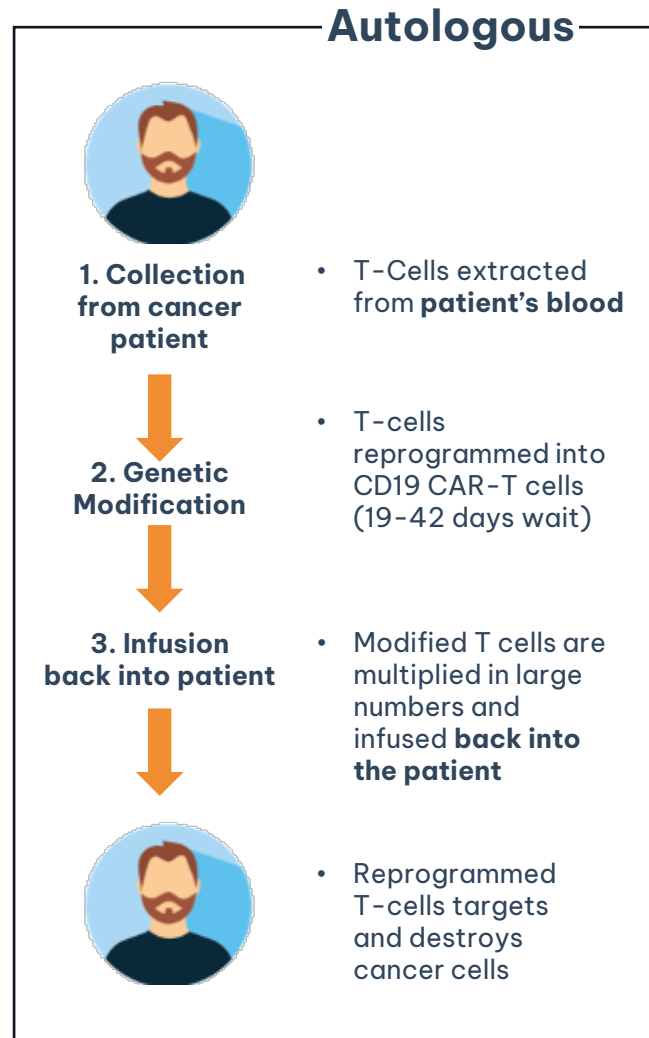 Autologous
1. Collection
from cancer
patient
• T-Cells extracted
from patient's blood
2. Genetic
Modification
• T-cells
reprogrammed into
CD19 CAR-T cells
(19-42 days wait)
3. Infusion
back into patient
• Modified T cells are
multiplied in large
numbers and
infused back into
the patient
• Reprogrammed
T-cells targets
and destroys
cancer cells